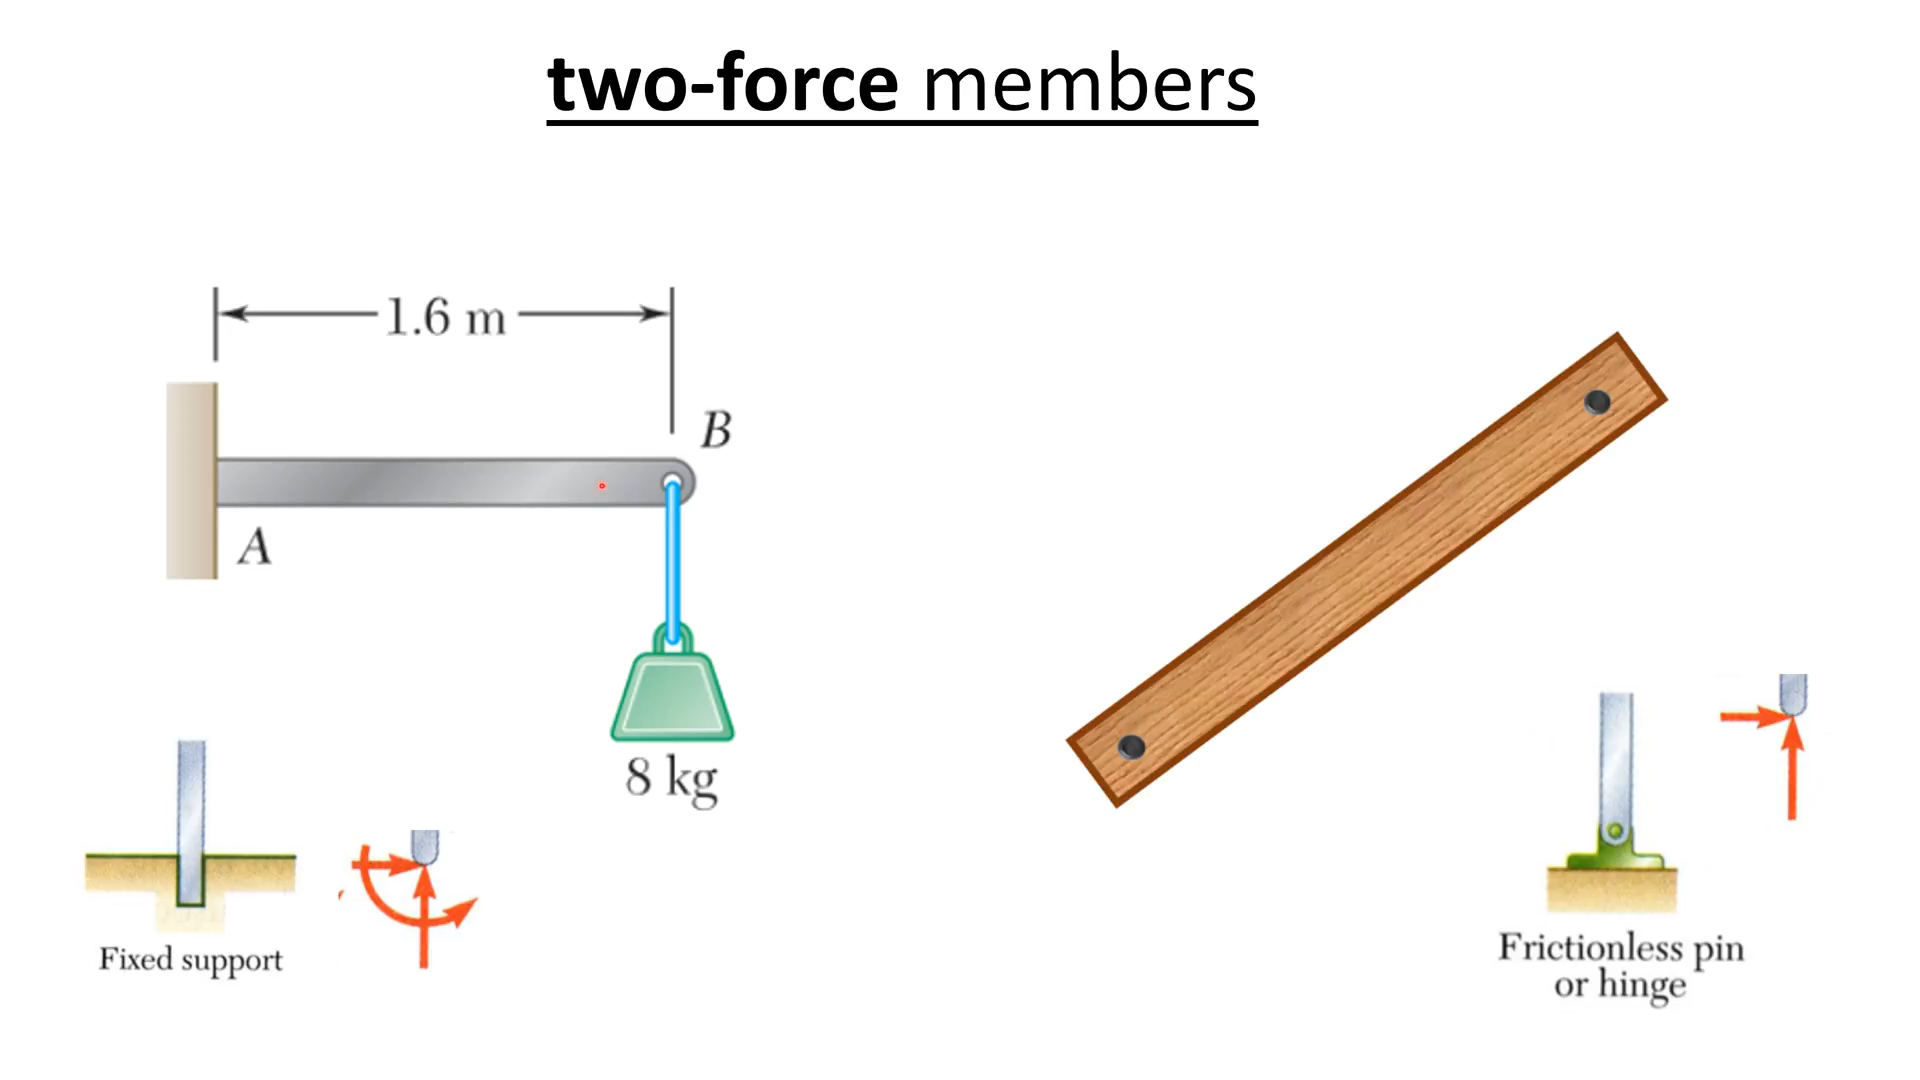 two-force members
1.6 m
B
A
8 kg
Fixed support
Frictionless pin
or hinge